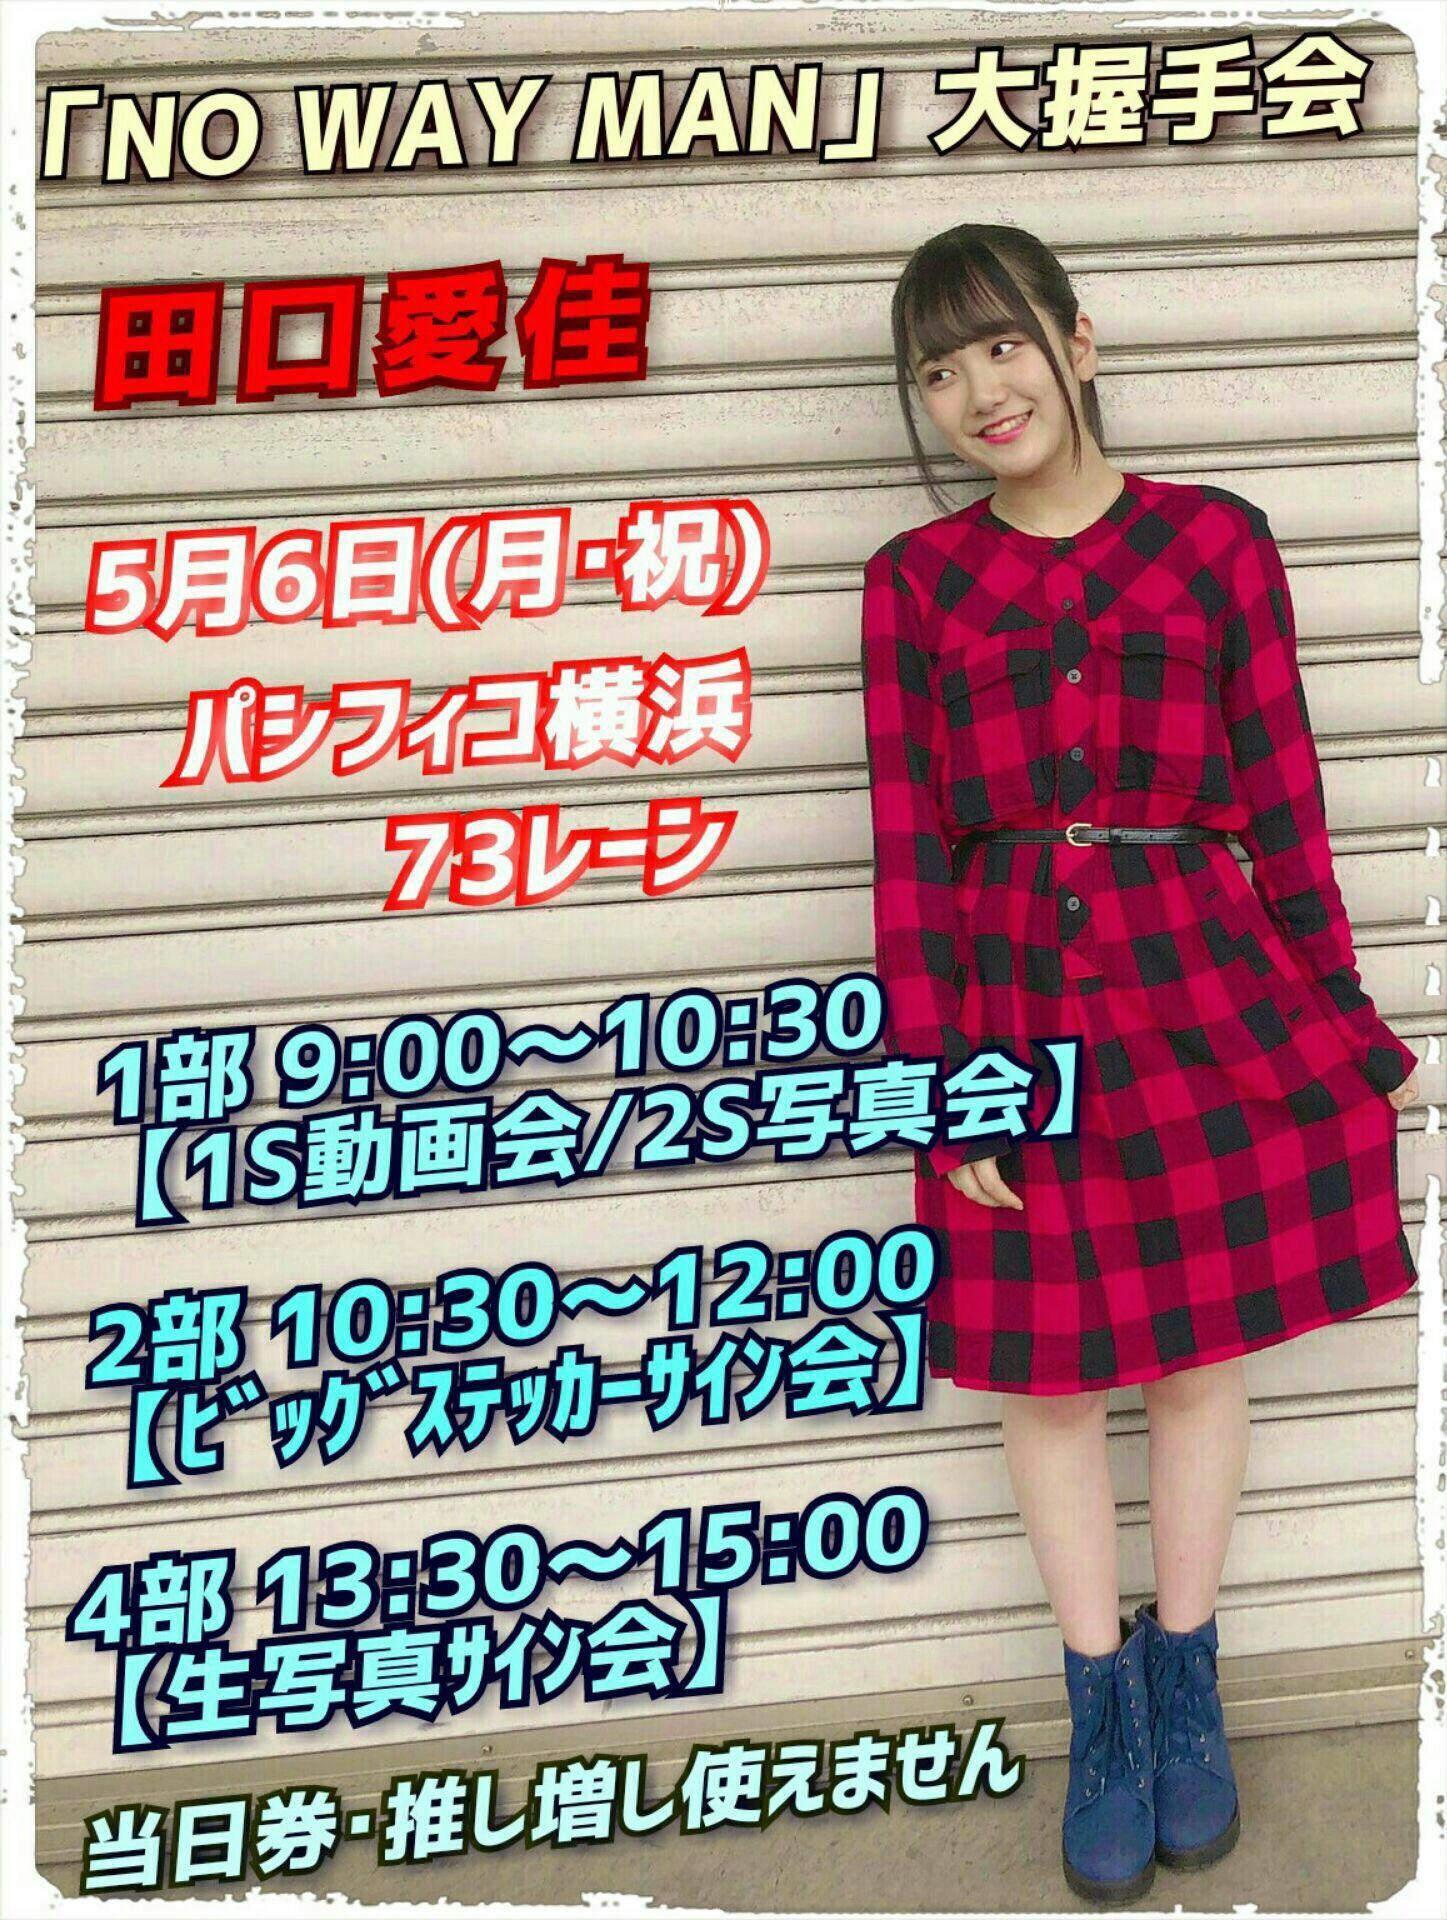 「NO WAY MAN」大握手会
田口愛佳
5月6日(月・祝)
パシフィコ横浜
73レーン
1部 9:00〜10:30
【1S動画会/2S写真会】
2部 10:30〜12:00
【ﾋﾞｯｸﾞｽﾃｯｶｰｻｲﾝ会】
4部 13:30〜15:00
【生写真ｻｲﾝ会】
当日券・推し増し使えません